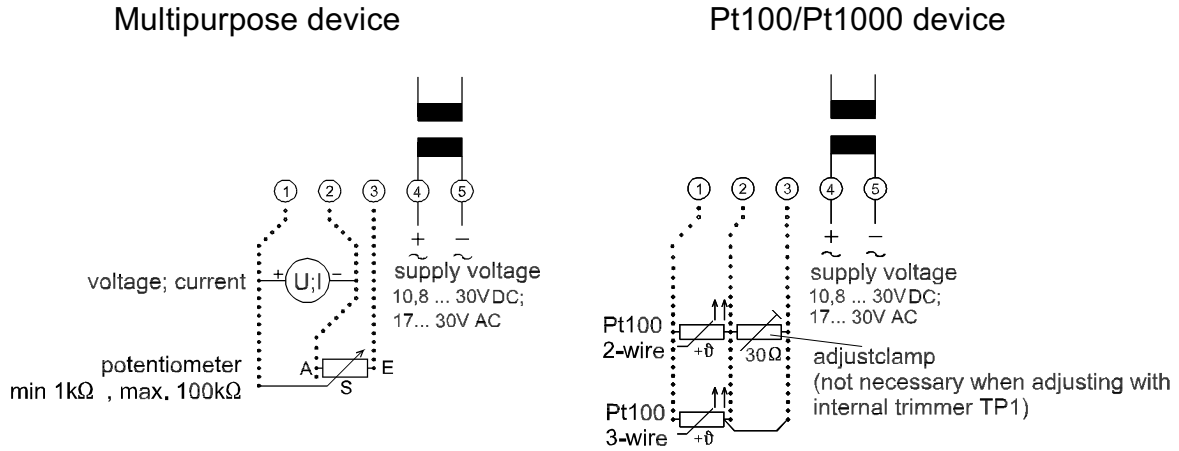 Multipurpose device
1 2 3 4 5
+ −
∼ ∼
voltage; current + U;I −
supply voltage
10,8 ... 30VDC;
17... 30V AC
potentiometer
min 1kΩ , max. 100kΩ
A E
S
Pt100/Pt1000 device
1 2 3 4 5
+ −
∼ ∼
supply voltage
10,8 ... 30VDC;
17... 30V AC
Pt100
2-wire
+ϑ 30Ω
adjustclamp
(not necessary when adjusting with
internal trimmer TP1)
Pt100
3-wire
+ϑ